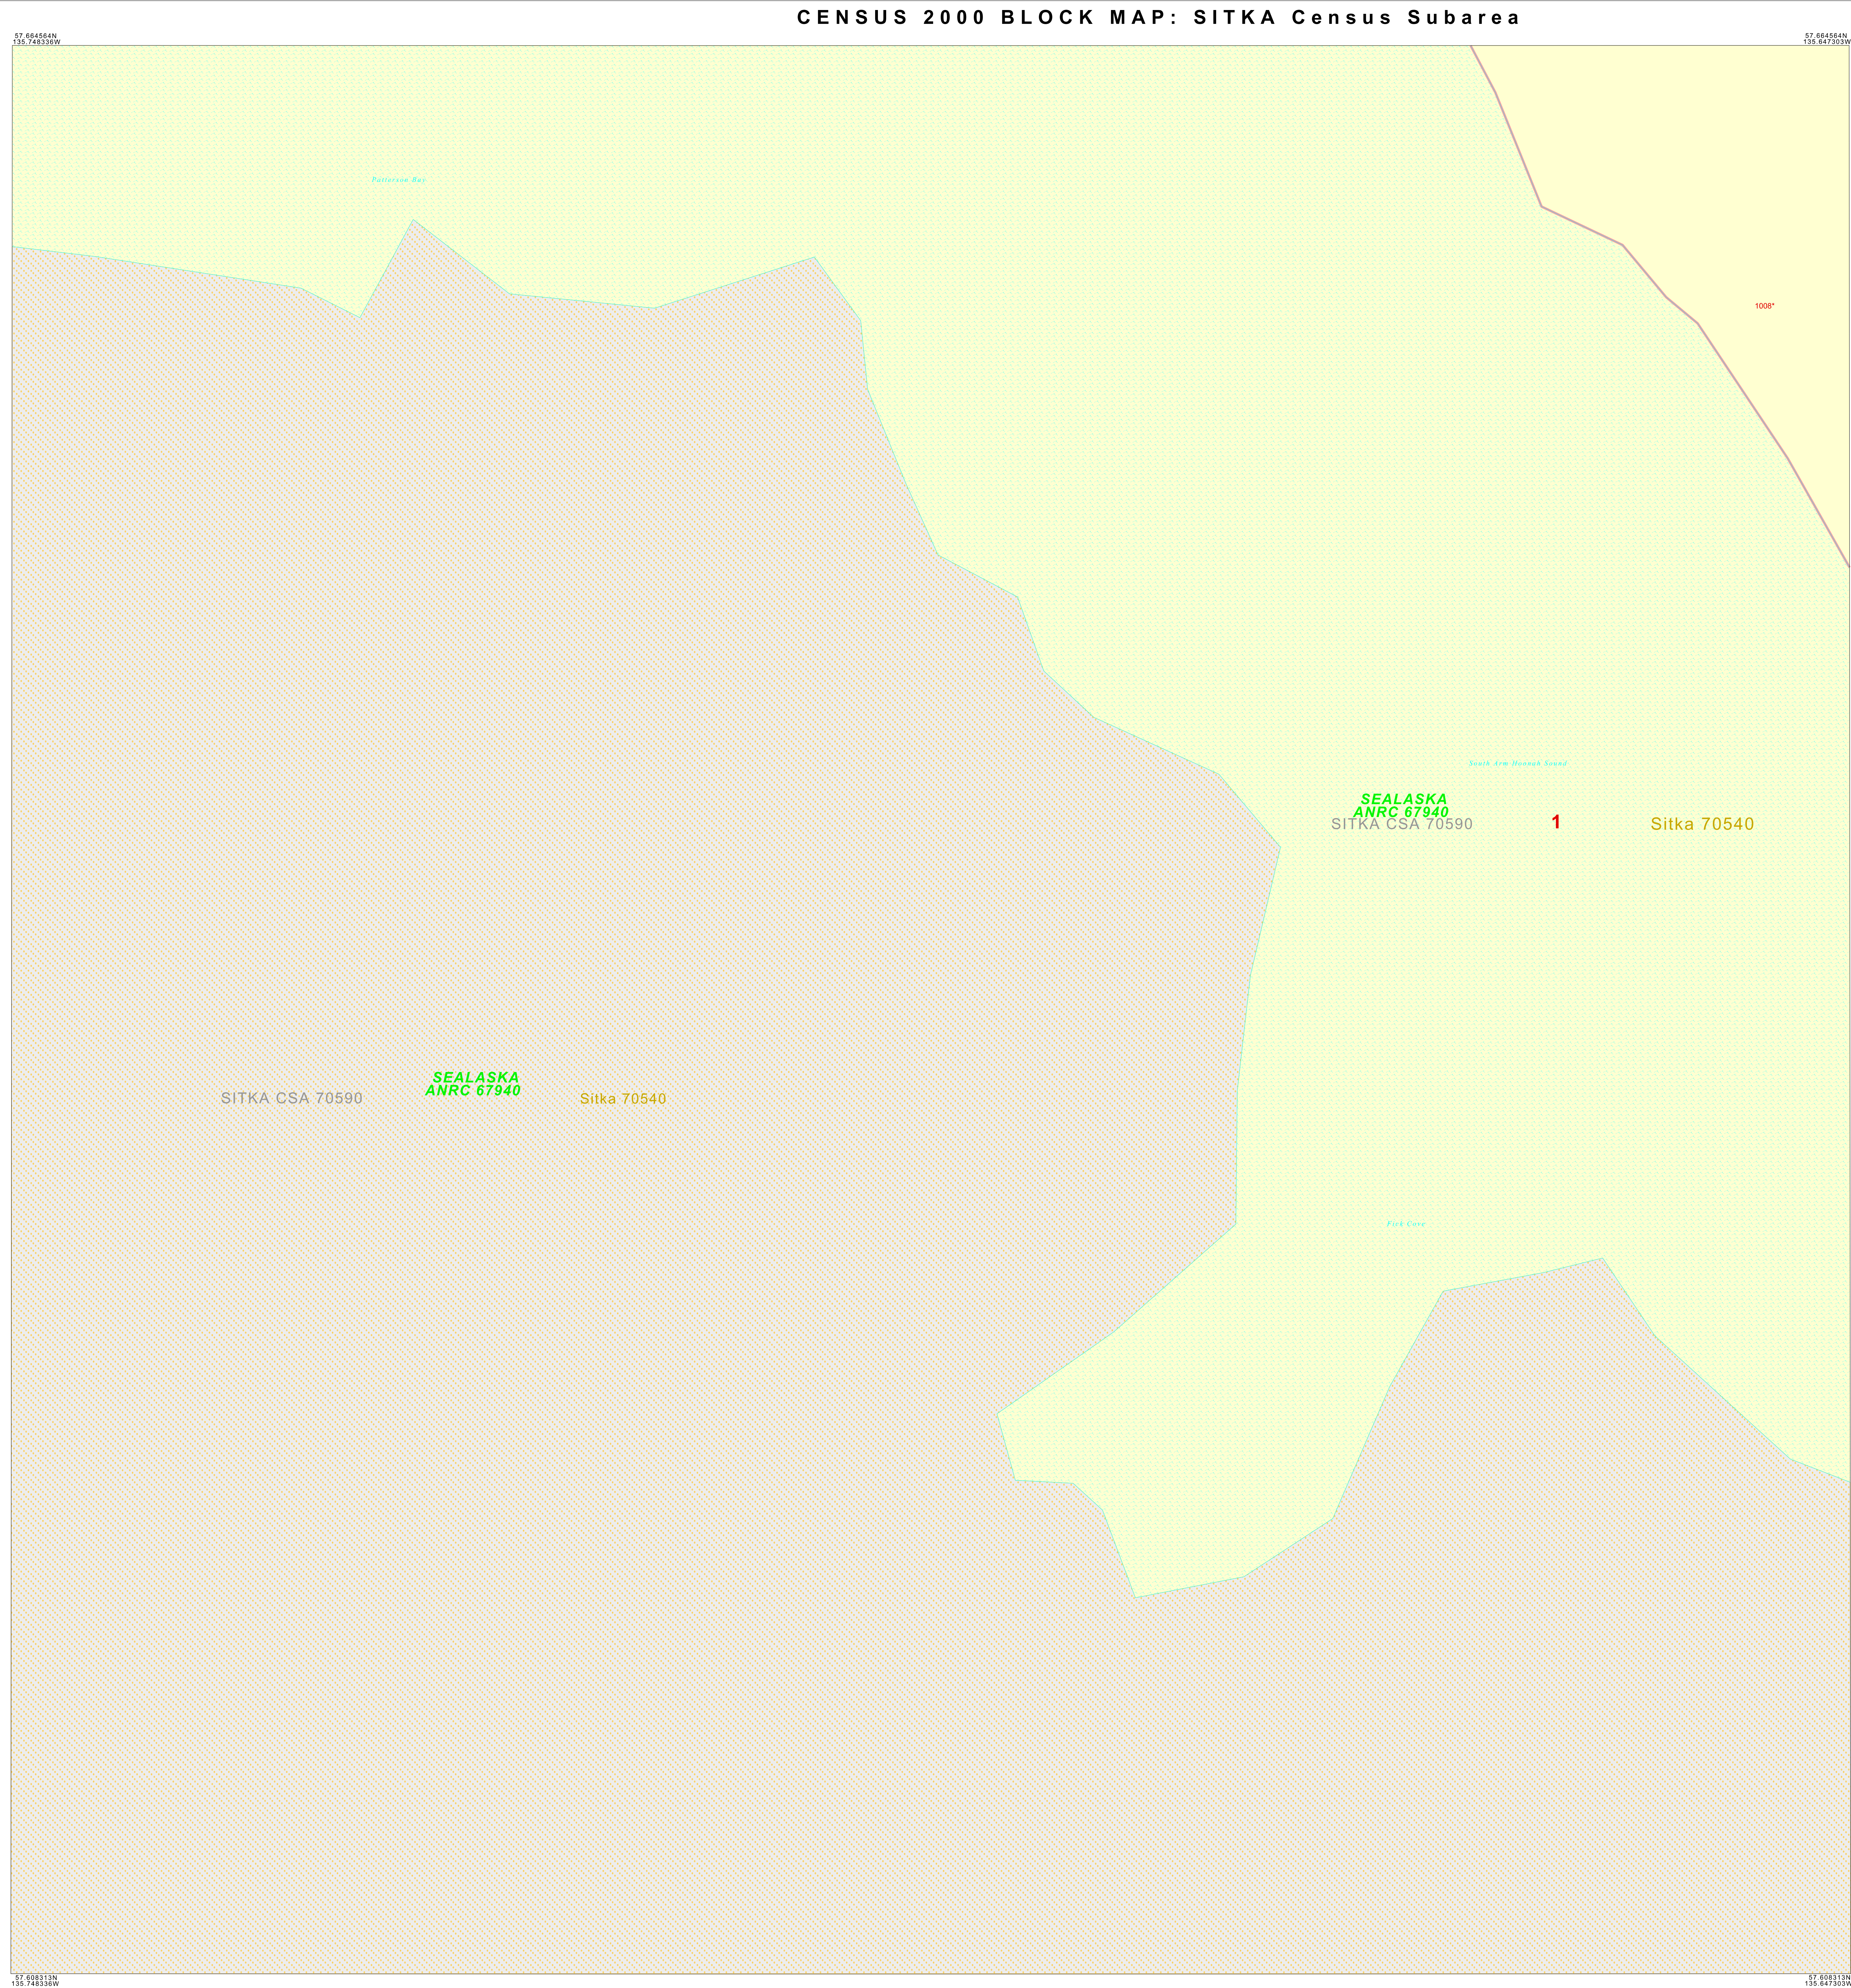 CENSUS 2000 BLOCK MAP: SITKA Census Subarea
57.664564N
135.748336W
57.664564N
135.647303W
Patterson Bay
1008*
South Arm Hoonah Sound
SEALASKA
ANRC 67940
SITKA CSA 70590
1
Sitka 70540
SEALASKA
ANRC 67940
SITKA CSA 70590
Sitka 70540
Fick Cove
57.608313N
135.748336W
57.608313N
135.647303W